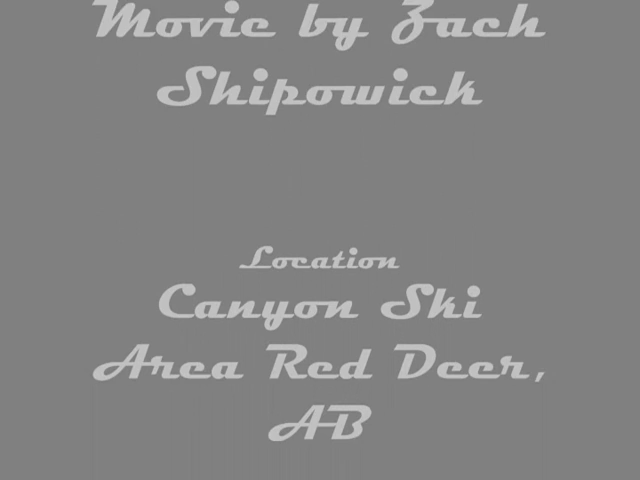 Movie by Zach
Shipowick
Location
Canyon Ski
Area Red Deer,
AB